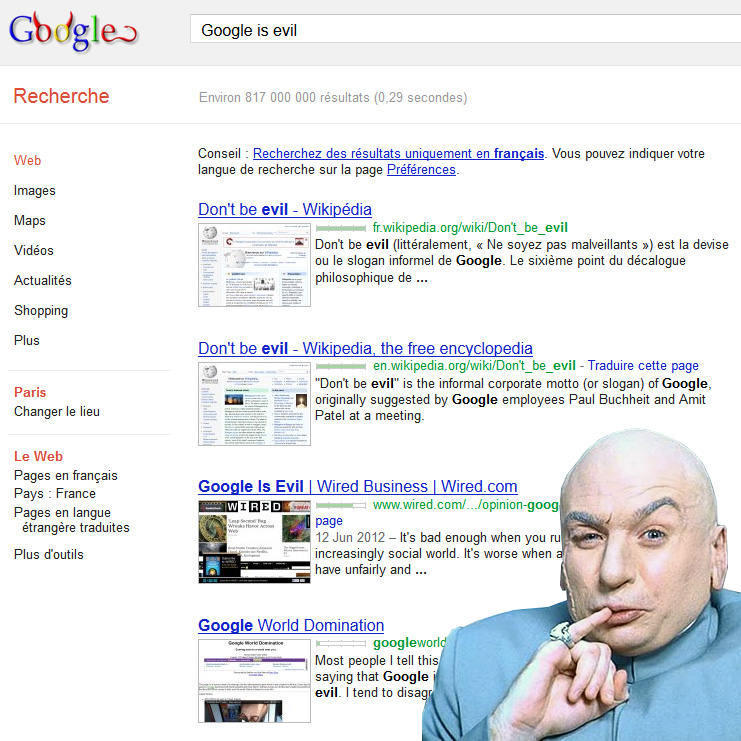 Google
Google is evil
Recherche
Environ 817 000 000 résultats (0,29 secondes)
Web
Images
Maps
Vidéos
Actualités
Shopping
Plus
Paris
Changer le lieu
Le Web
Pages en français
Pays : France
Pages en langue
étrangère traduites
Plus d'outils
Conseil : Recherchez des résultats uniquement en français. Vous pouvez indiquer votre
langue de recherche sur la page Préférences.
Don't be evil - Wikipédia
fr.wikipedia.org/wiki/Don't_be_evil
Don't be evil (littéralement, « Ne soyez pas malveillants ») est la devise
ou le slogan informel de Google. Le sixième point du décalogue
philosophique de ...
Don't be evil - Wikipedia, the free encyclopedia
en.wikipedia.org/wiki/Don't_be_evil - Traduire cette page
"Don't be evil" is the informal corporate motto (or slogan) of Google,
originally suggested by Google employees Paul Buchheit and Amit
Patel at a meeting.
Google Is Evil | Wired Business | Wired.com
WIRED
www.wired.com/.../opinion-goog
page
12 Jun 2012 – It's bad enough when you ru
increasingly social world. It's worse when a
have unfairly and ...
Google World Domination
Google World Domination
googleworld
Most people I tell this
saying that Google
evil. I tend to disagr